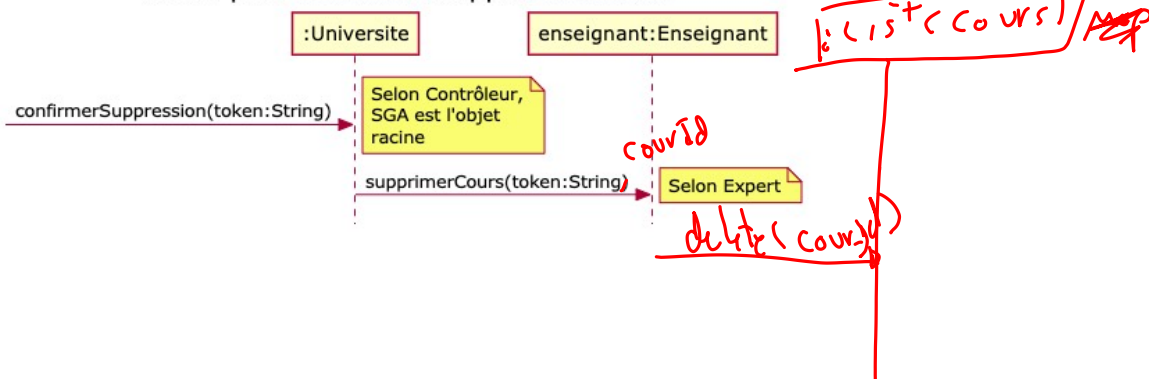 :Universite
enseignant:Enseignant
: List(Cours) /
confirmerSuppression(token:String)
Selon Contrôleur,
SGA est l'objet
racine
courId
supprimerCours(token:String)
,
Selon Expert
delete(courId)